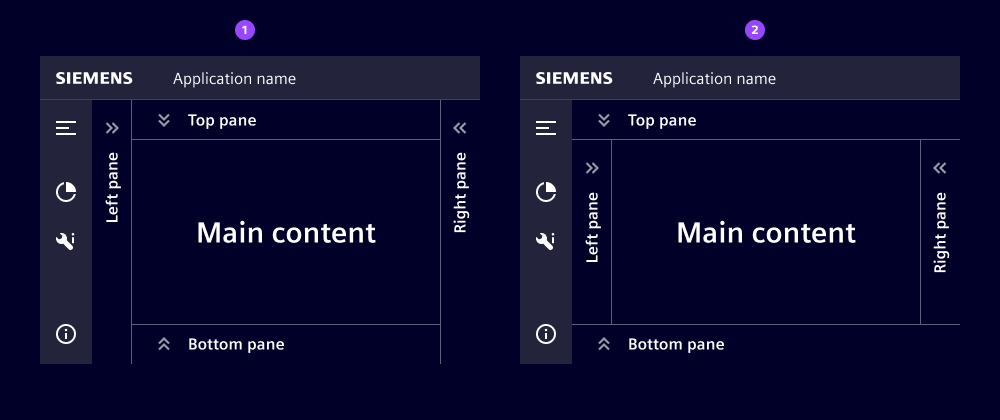 1
SIEMENS Application name
Top pane
Left pane
Right pane
Main content
Bottom pane
2
SIEMENS Application name
Top pane
Left pane
Right pane
Main content
Bottom pane